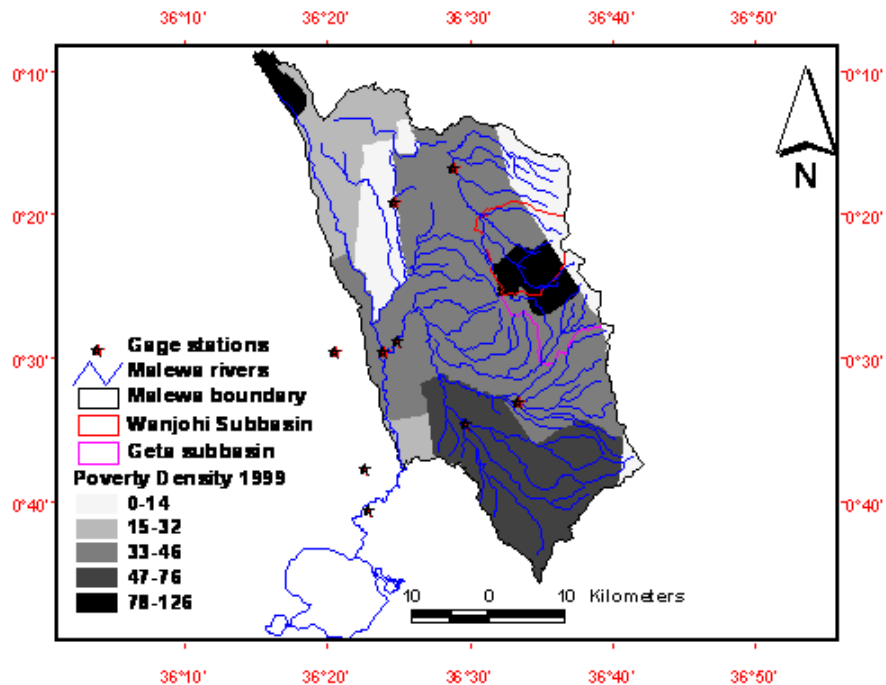 36°10' 36°20' 36°30' 36°40' 36°50'
0°10' 0°10'
N
0°20' 0°20'
Gage stations
0°30' 0°30'
Malewa rivers
Malewa boundary
Wanjohi Subbasin
Geta subbasin
Poverty Density 1999
0-14
0°40' 0°40'
15-32
33-46
47-76
78-126
10 0 10 Kilometers
36°10' 36°20' 36°30' 36°40' 36°50'